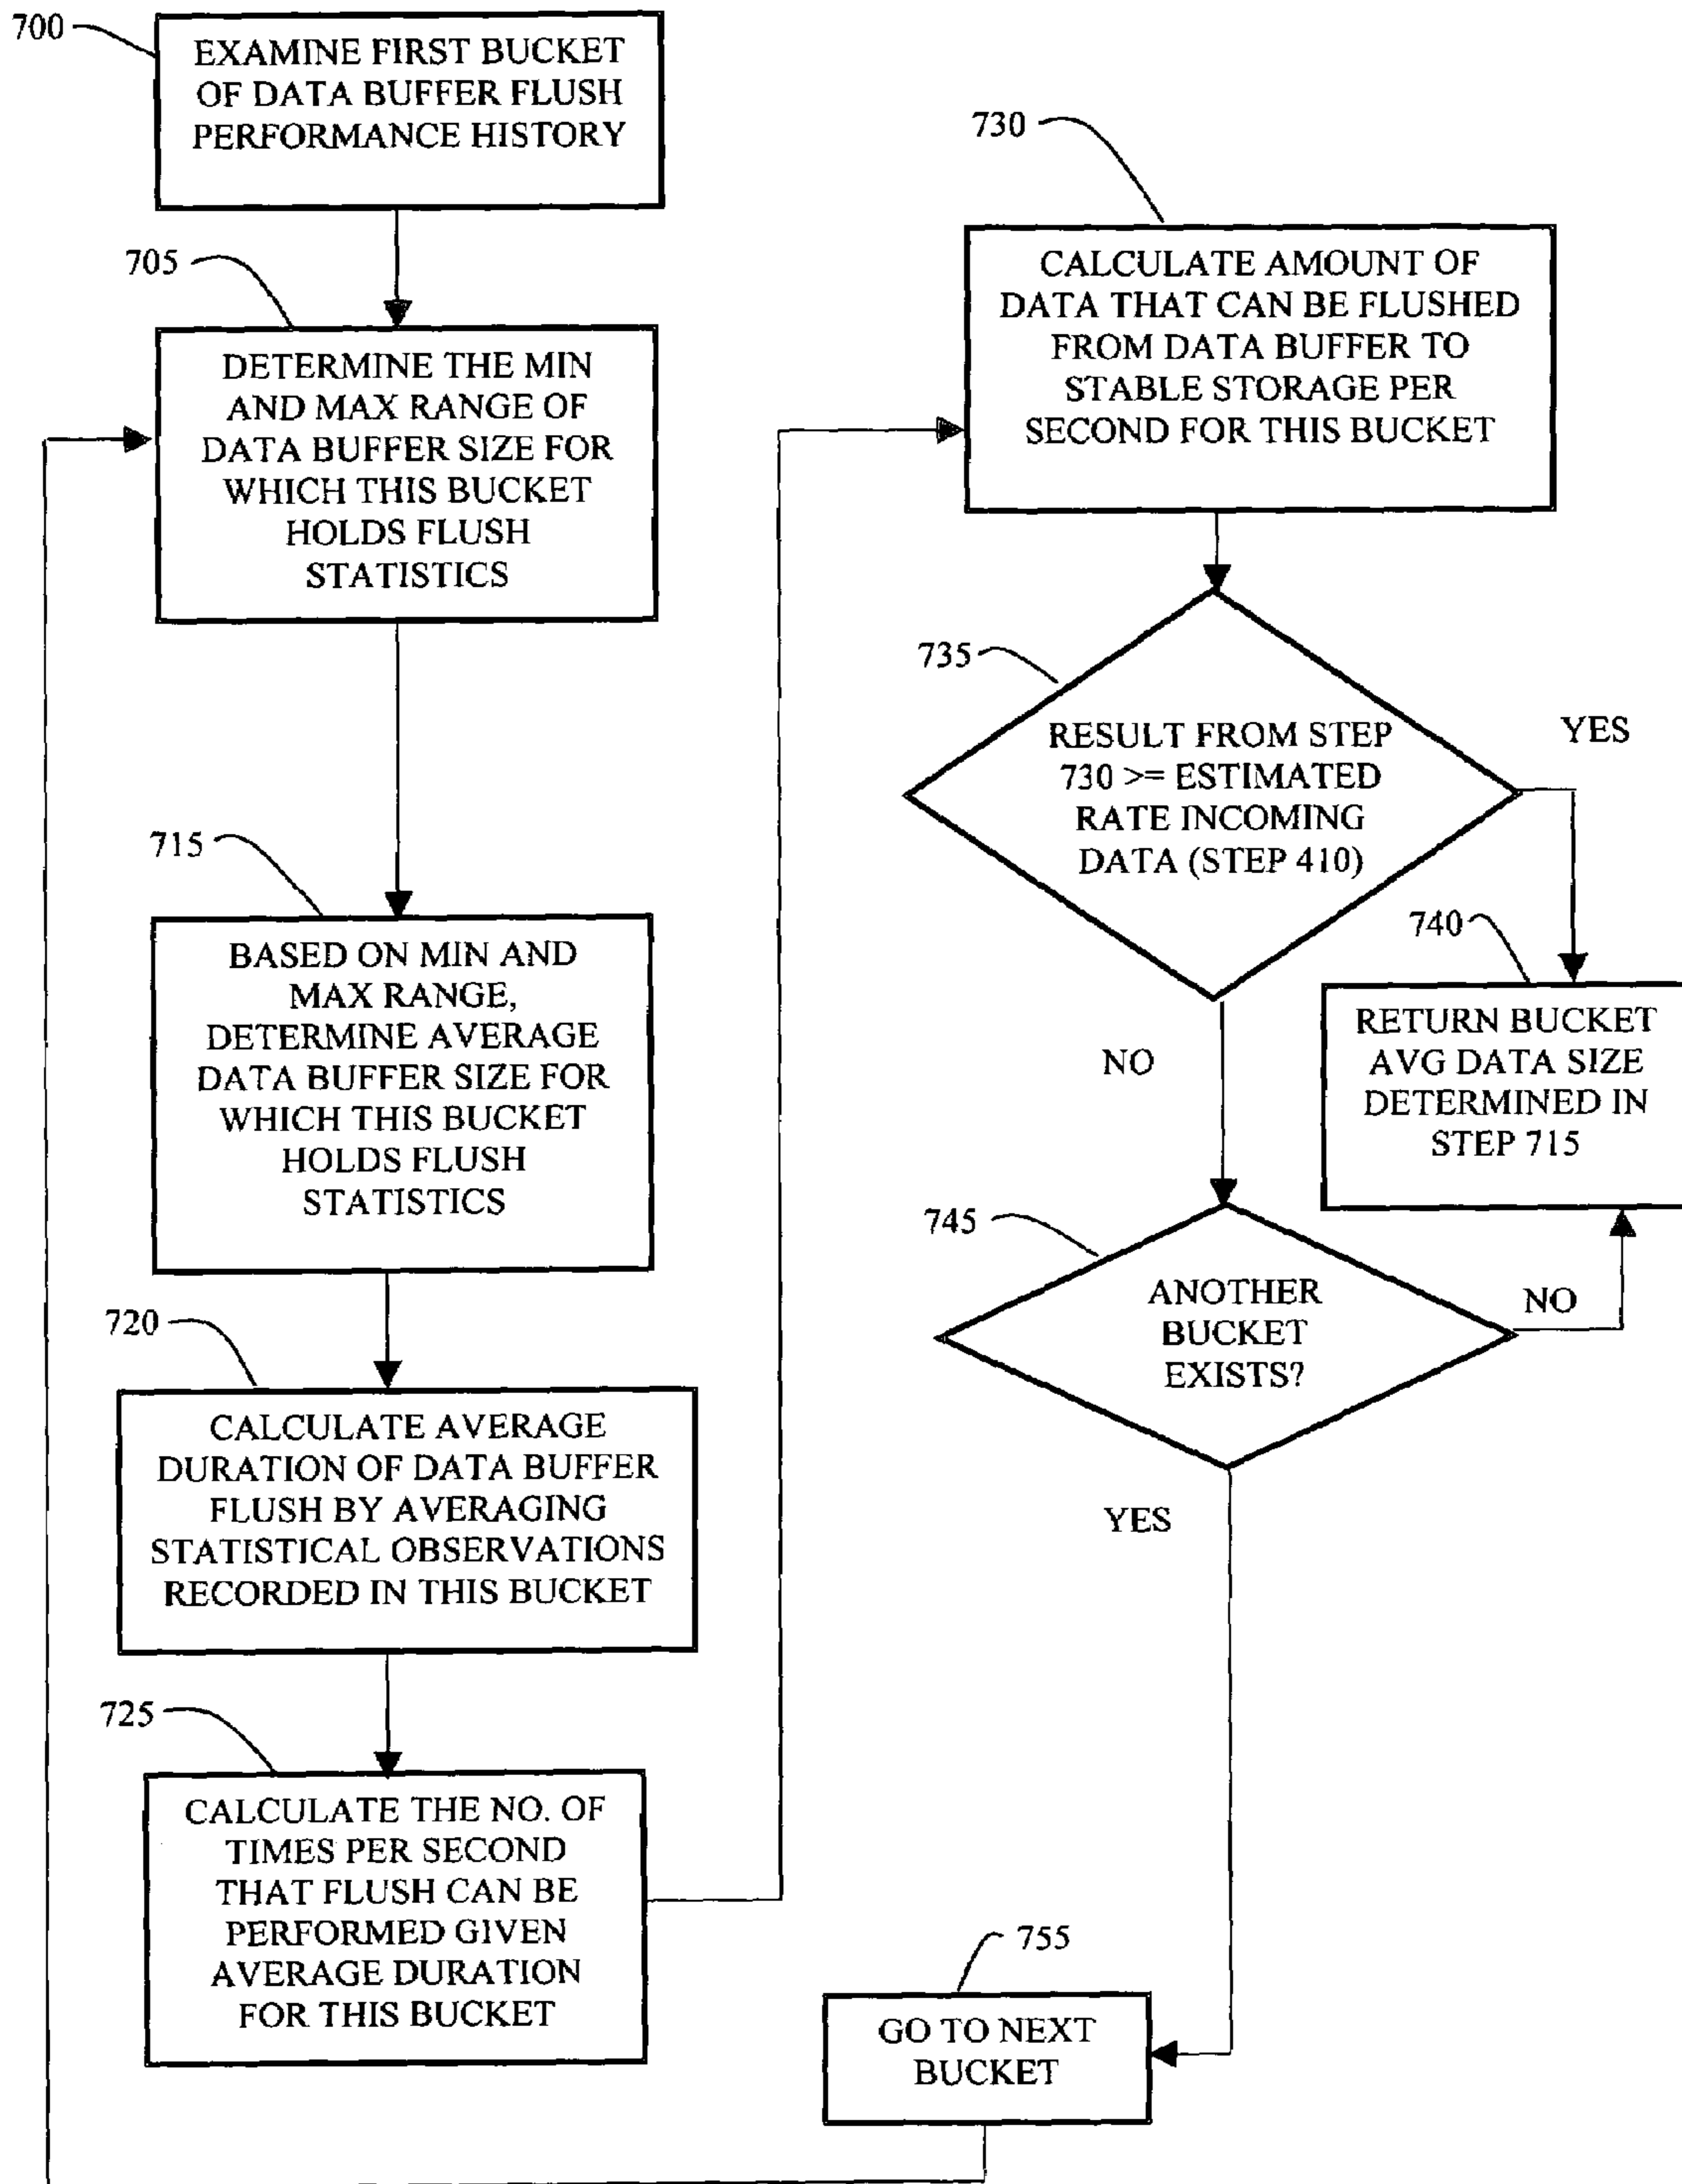 700
EXAMINE FIRST BUCKET
OF DATA BUFFER FLUSH
PERFORMANCE HISTORY
705
DETERMINE THE MIN
AND MAX RANGE OF
DATA BUFFER SIZE FOR
WHICH THIS BUCKET
HOLDS FLUSH
STATISTICS
715
BASED ON MIN AND
MAX RANGE,
DETERMINE AVERAGE
DATA BUFFER SIZE FOR
WHICH THIS BUCKET
HOLDS FLUSH
STATISTICS
720
CALCULATE AVERAGE
DURATION OF DATA BUFFER
FLUSH BY AVERAGING
STATISTICAL OBSERVATIONS
RECORDED IN THIS BUCKET
725
CALCULATE THE NO. OF
TIMES PER SECOND
THAT FLUSH CAN BE
PERFORMED GIVEN
AVERAGE DURATION
FOR THIS BUCKET
730
CALCULATE AMOUNT OF
DATA THAT CAN BE FLUSHED
FROM DATA BUFFER TO
STABLE STORAGE PER
SECOND FOR THIS BUCKET
735
RESULT FROM STEP
730 >= ESTIMATED
RATE INCOMING
DATA (STEP 410)
YES
740
RETURN BUCKET
AVG DATA SIZE
DETERMINED IN
STEP 715
NO
745
ANOTHER
BUCKET
EXISTS?
NO
YES
755
GO TO NEXT
BUCKET